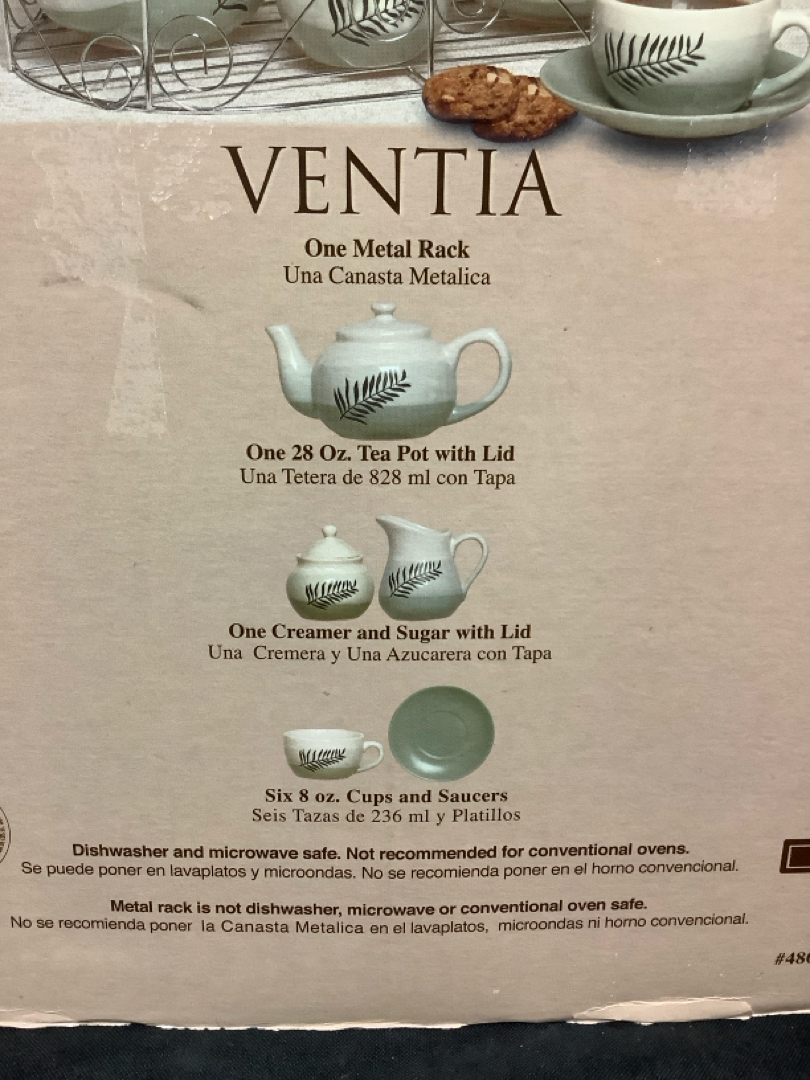 VENTIA
One Metal Rack
Una Canasta Metalica
One 28 Oz. Tea Pot with Lid
Una Tetera de 828 ml con Tapa
One Creamer and Sugar with Lid
Una Cremera y Una Azucarera con Tapa
Six 8 oz. Cups and Saucers
Seis Tazas de 236 ml y Platillos
Dishwasher and microwave safe. Not recommended for conventional ovens.
Se puede poner en lavaplatos y microondas. No se recomienda poner en el horno convencional.
Metal rack is not dishwasher, microwave or conventional oven safe.
No se recomienda poner la Canasta Metalica en el lavaplatos, microondas ni horno convencional.